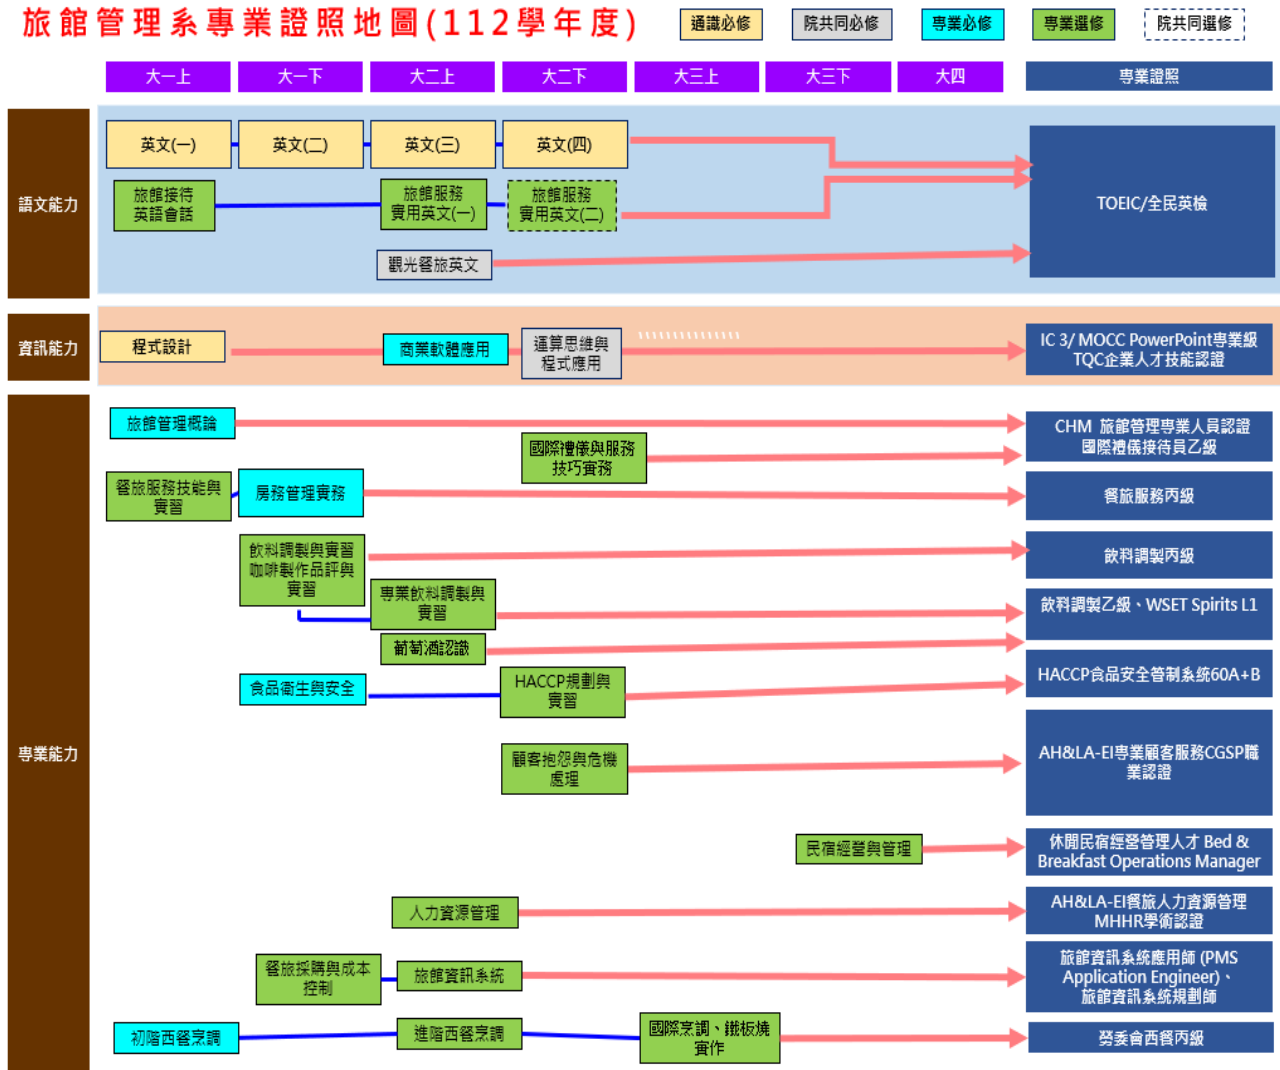 旅館管理系專業證照地圖(112學年度)
通識必修
院共同必修
專業必修
專業選修
院共同選修
大一上
大一下
大二上
大二下
大三上
大三下
大四
專業證照
語文能力
英文(一)
英文(二)
英文(三)
英文(四)
旅館接待
英語會話
旅館服務
實用英文(一)
旅館服務
實用英文(二)
觀光餐旅英文
TOEIC/全民英檢
資訊能力
程式設計
商業軟體應用
運算思維與
程式應用
IC 3/ MOCC PowerPoint專業級
TQC企業人才技能認證
專業能力
旅館管理概論
國際禮儀與服務
技巧實務
CHM 旅館管理專業人員認證
國際禮儀接待員乙級
餐旅服務技能與
實習
房務管理實務
餐旅服務丙級
飲料調製與實習
咖啡製作品評與
實習
飲料調製丙級
專業飲料調製與
實習
葡萄酒認識
飲料調製乙級、WSET Spirits L1
食品衛生與安全
HACCP規劃與
實習
HACCP食品安全管制系統60A+B
顧客抱怨與危機
處理
AH&LA-EI專業顧客服務CGSP職
業認證
民宿經營與管理
休閒民宿經營管理人才 Bed &
Breakfast Operations Manager
人力資源管理
AH&LA-EI餐旅人力資源管理
MHHR學術認證
餐旅採購與成本
控制
旅館資訊系統
旅館資訊系統應用師 (PMS
Application Engineer)、
旅館資訊系統規劃師
初階西餐烹調
進階西餐烹調
國際烹調、鐵板燒
實作
勞委會西餐丙級